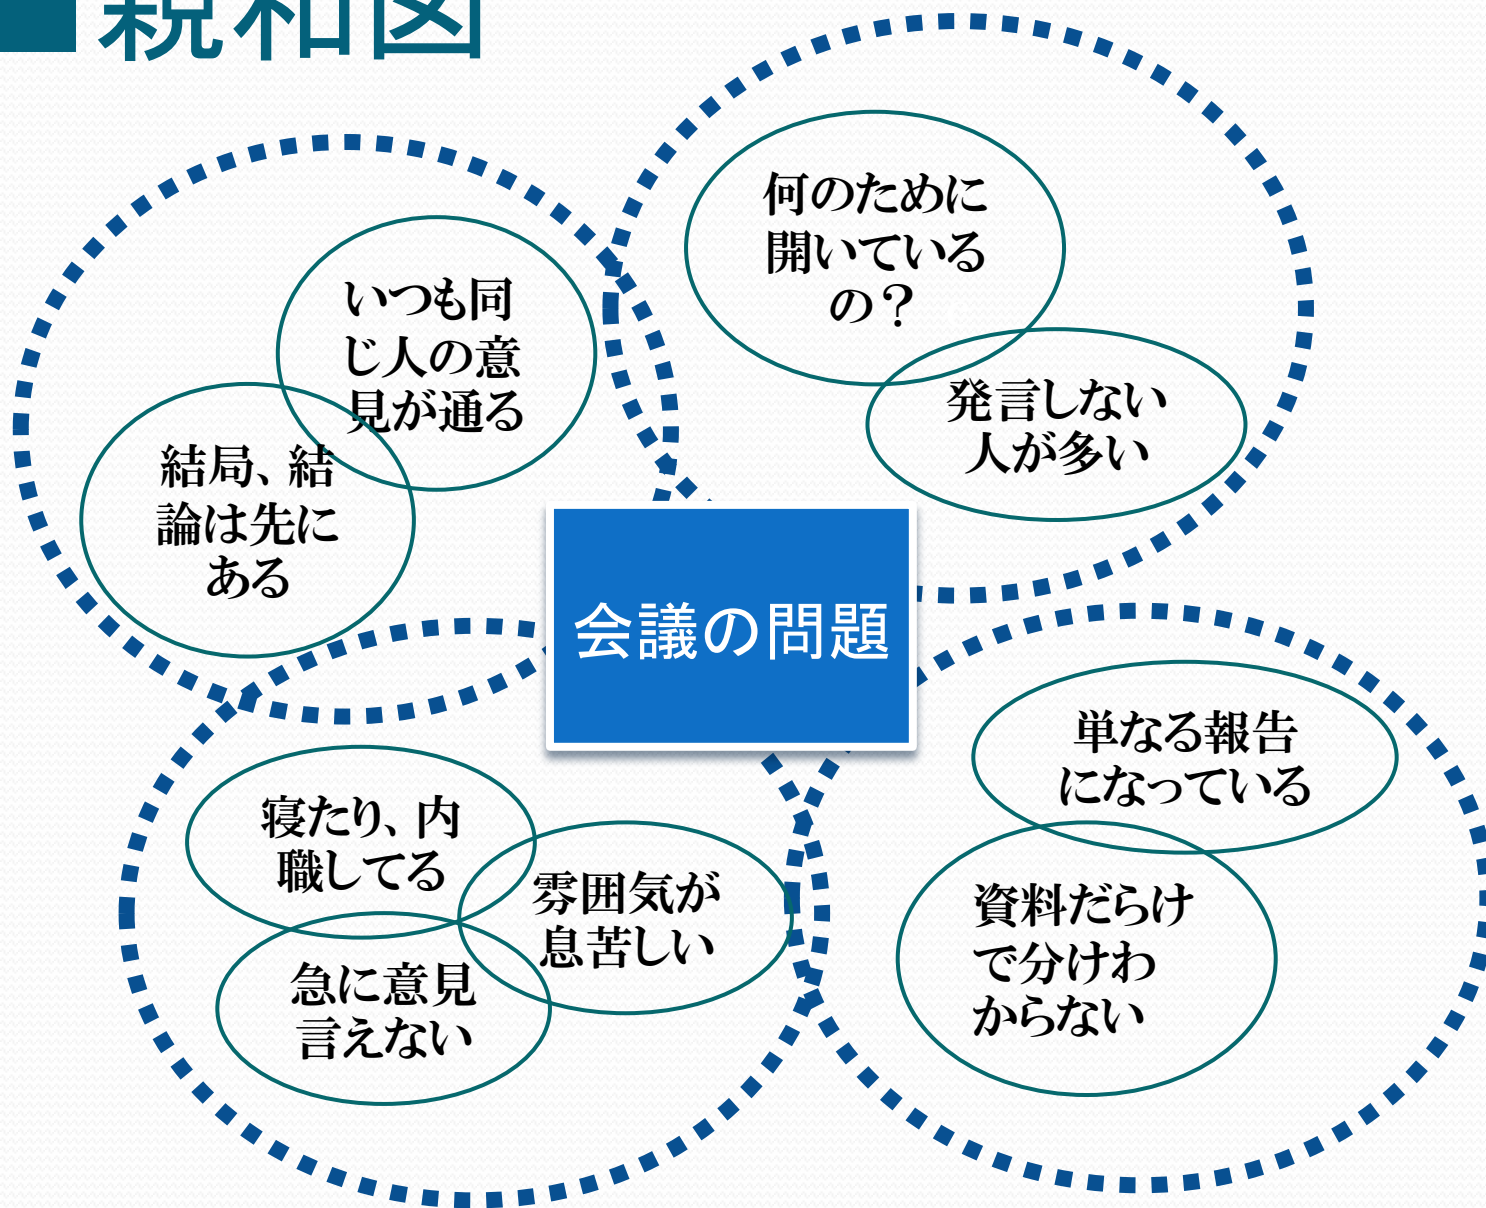 ■親和図
何のために
開いている
の？
発言しない
人が多い
いつも同
じ人の意
見が通る
結局、結
論は先に
ある
会議の問題
単なる報告
になっている
資料だらけ
で分けわ
からない
寝たり、内
職してる
雰囲気が
息苦しい
急に意見
言えない